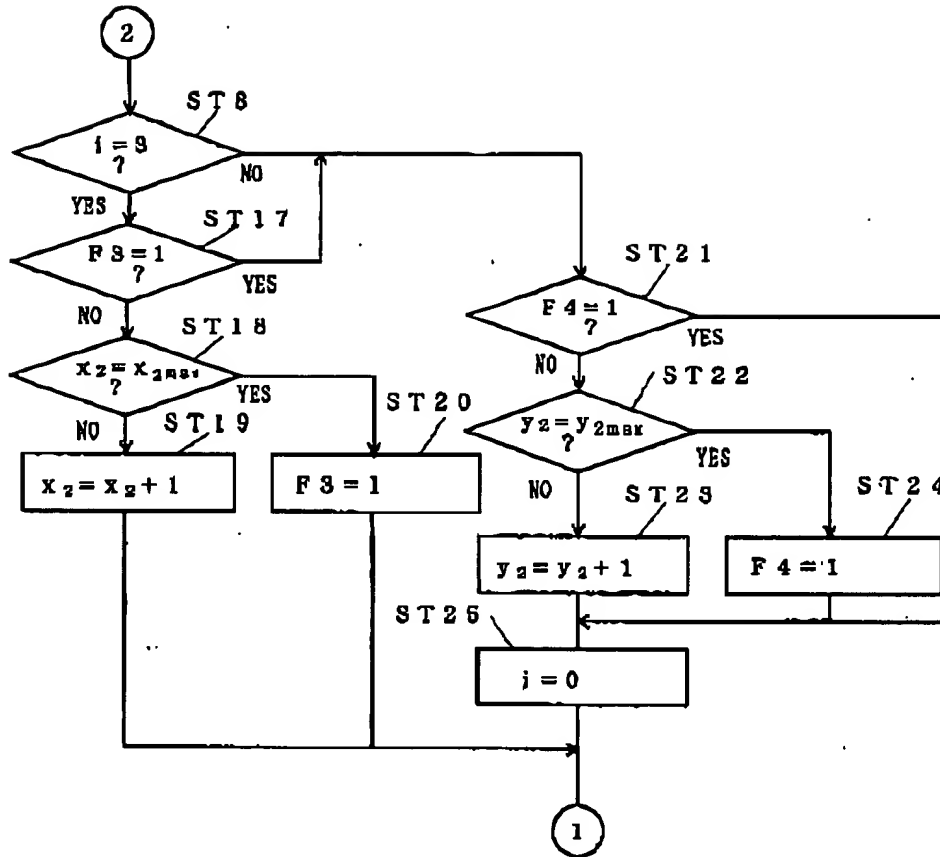 2
ST8
i=3
?
NO
YES
ST17
F3=1
?
YES
NO
ST18
x2=x2max
?
YES
NO
ST19
x2=x2+1
ST20
F3=1
ST21
F4=1
?
YES
NO
ST22
y2=y2max
?
YES
NO
ST23
y2=y2+1
ST24
F4=1
ST25
i=0
1